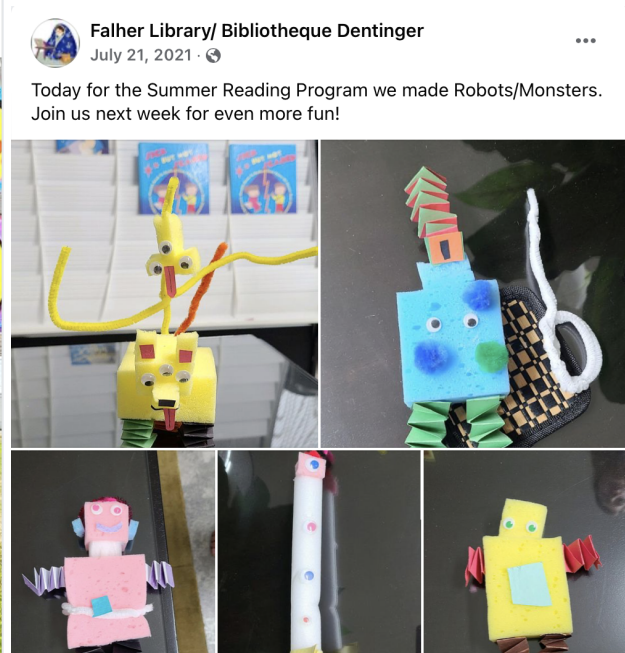 Falher Library/ Bibliotheque Dentinger
July 21, 2021
Today for the Summer Reading Program we made Robots/Monsters.
Join us next week for even more fun!